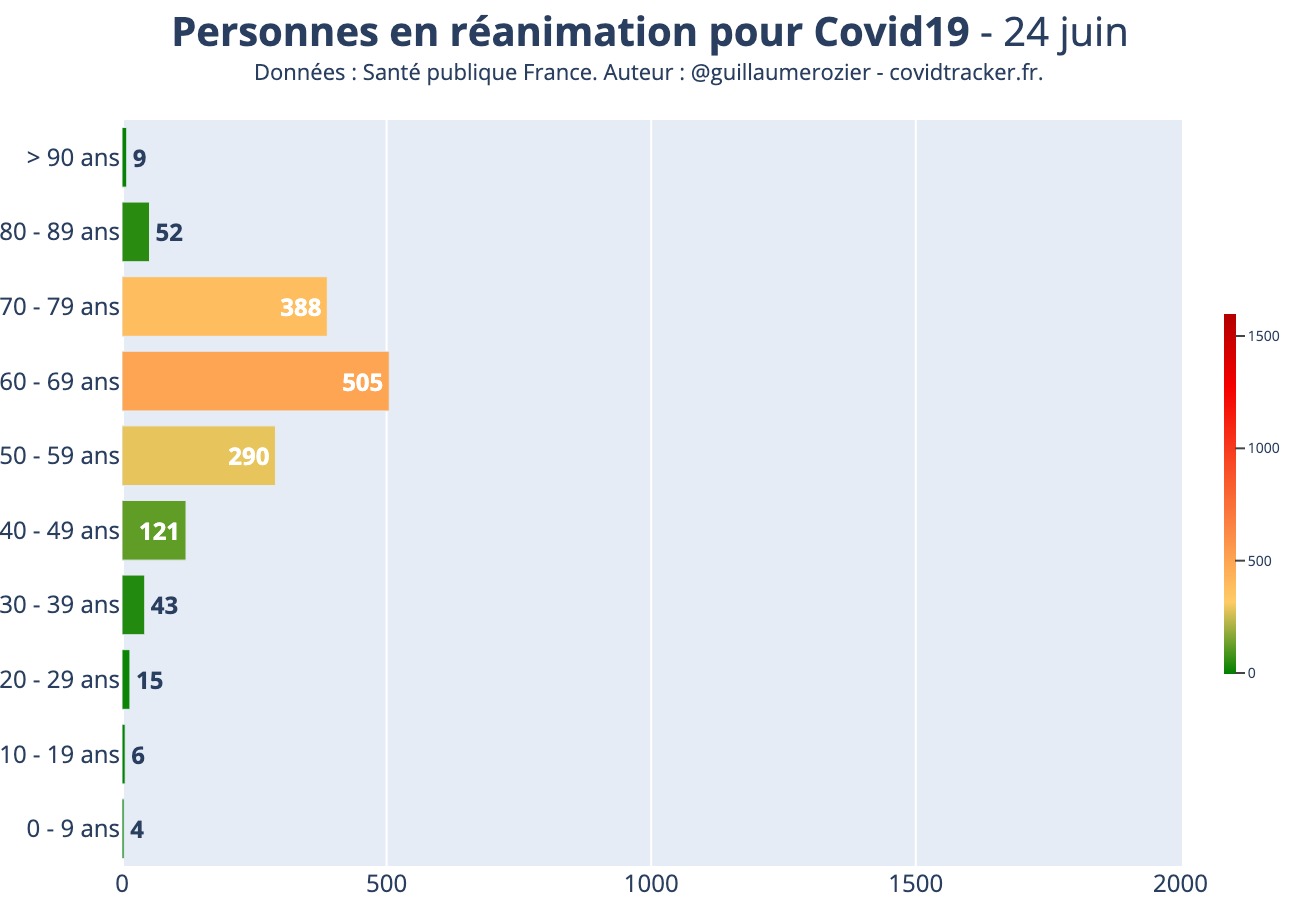 Personnes en réanimation pour Covid19 - 24 juin
Données : Santé publique France. Auteur : @guillaumerozier - covidtracker.fr.
> 90 ans 9
80 - 89 ans 52
70 - 79 ans 388
60 - 69 ans 505
50 - 59 ans 290
40 - 49 ans 121
30 - 39 ans 43
20 - 29 ans 15
10 - 19 ans 6
0 - 9 ans 4
0 500 1000 1500 2000
1500
1000
500
0